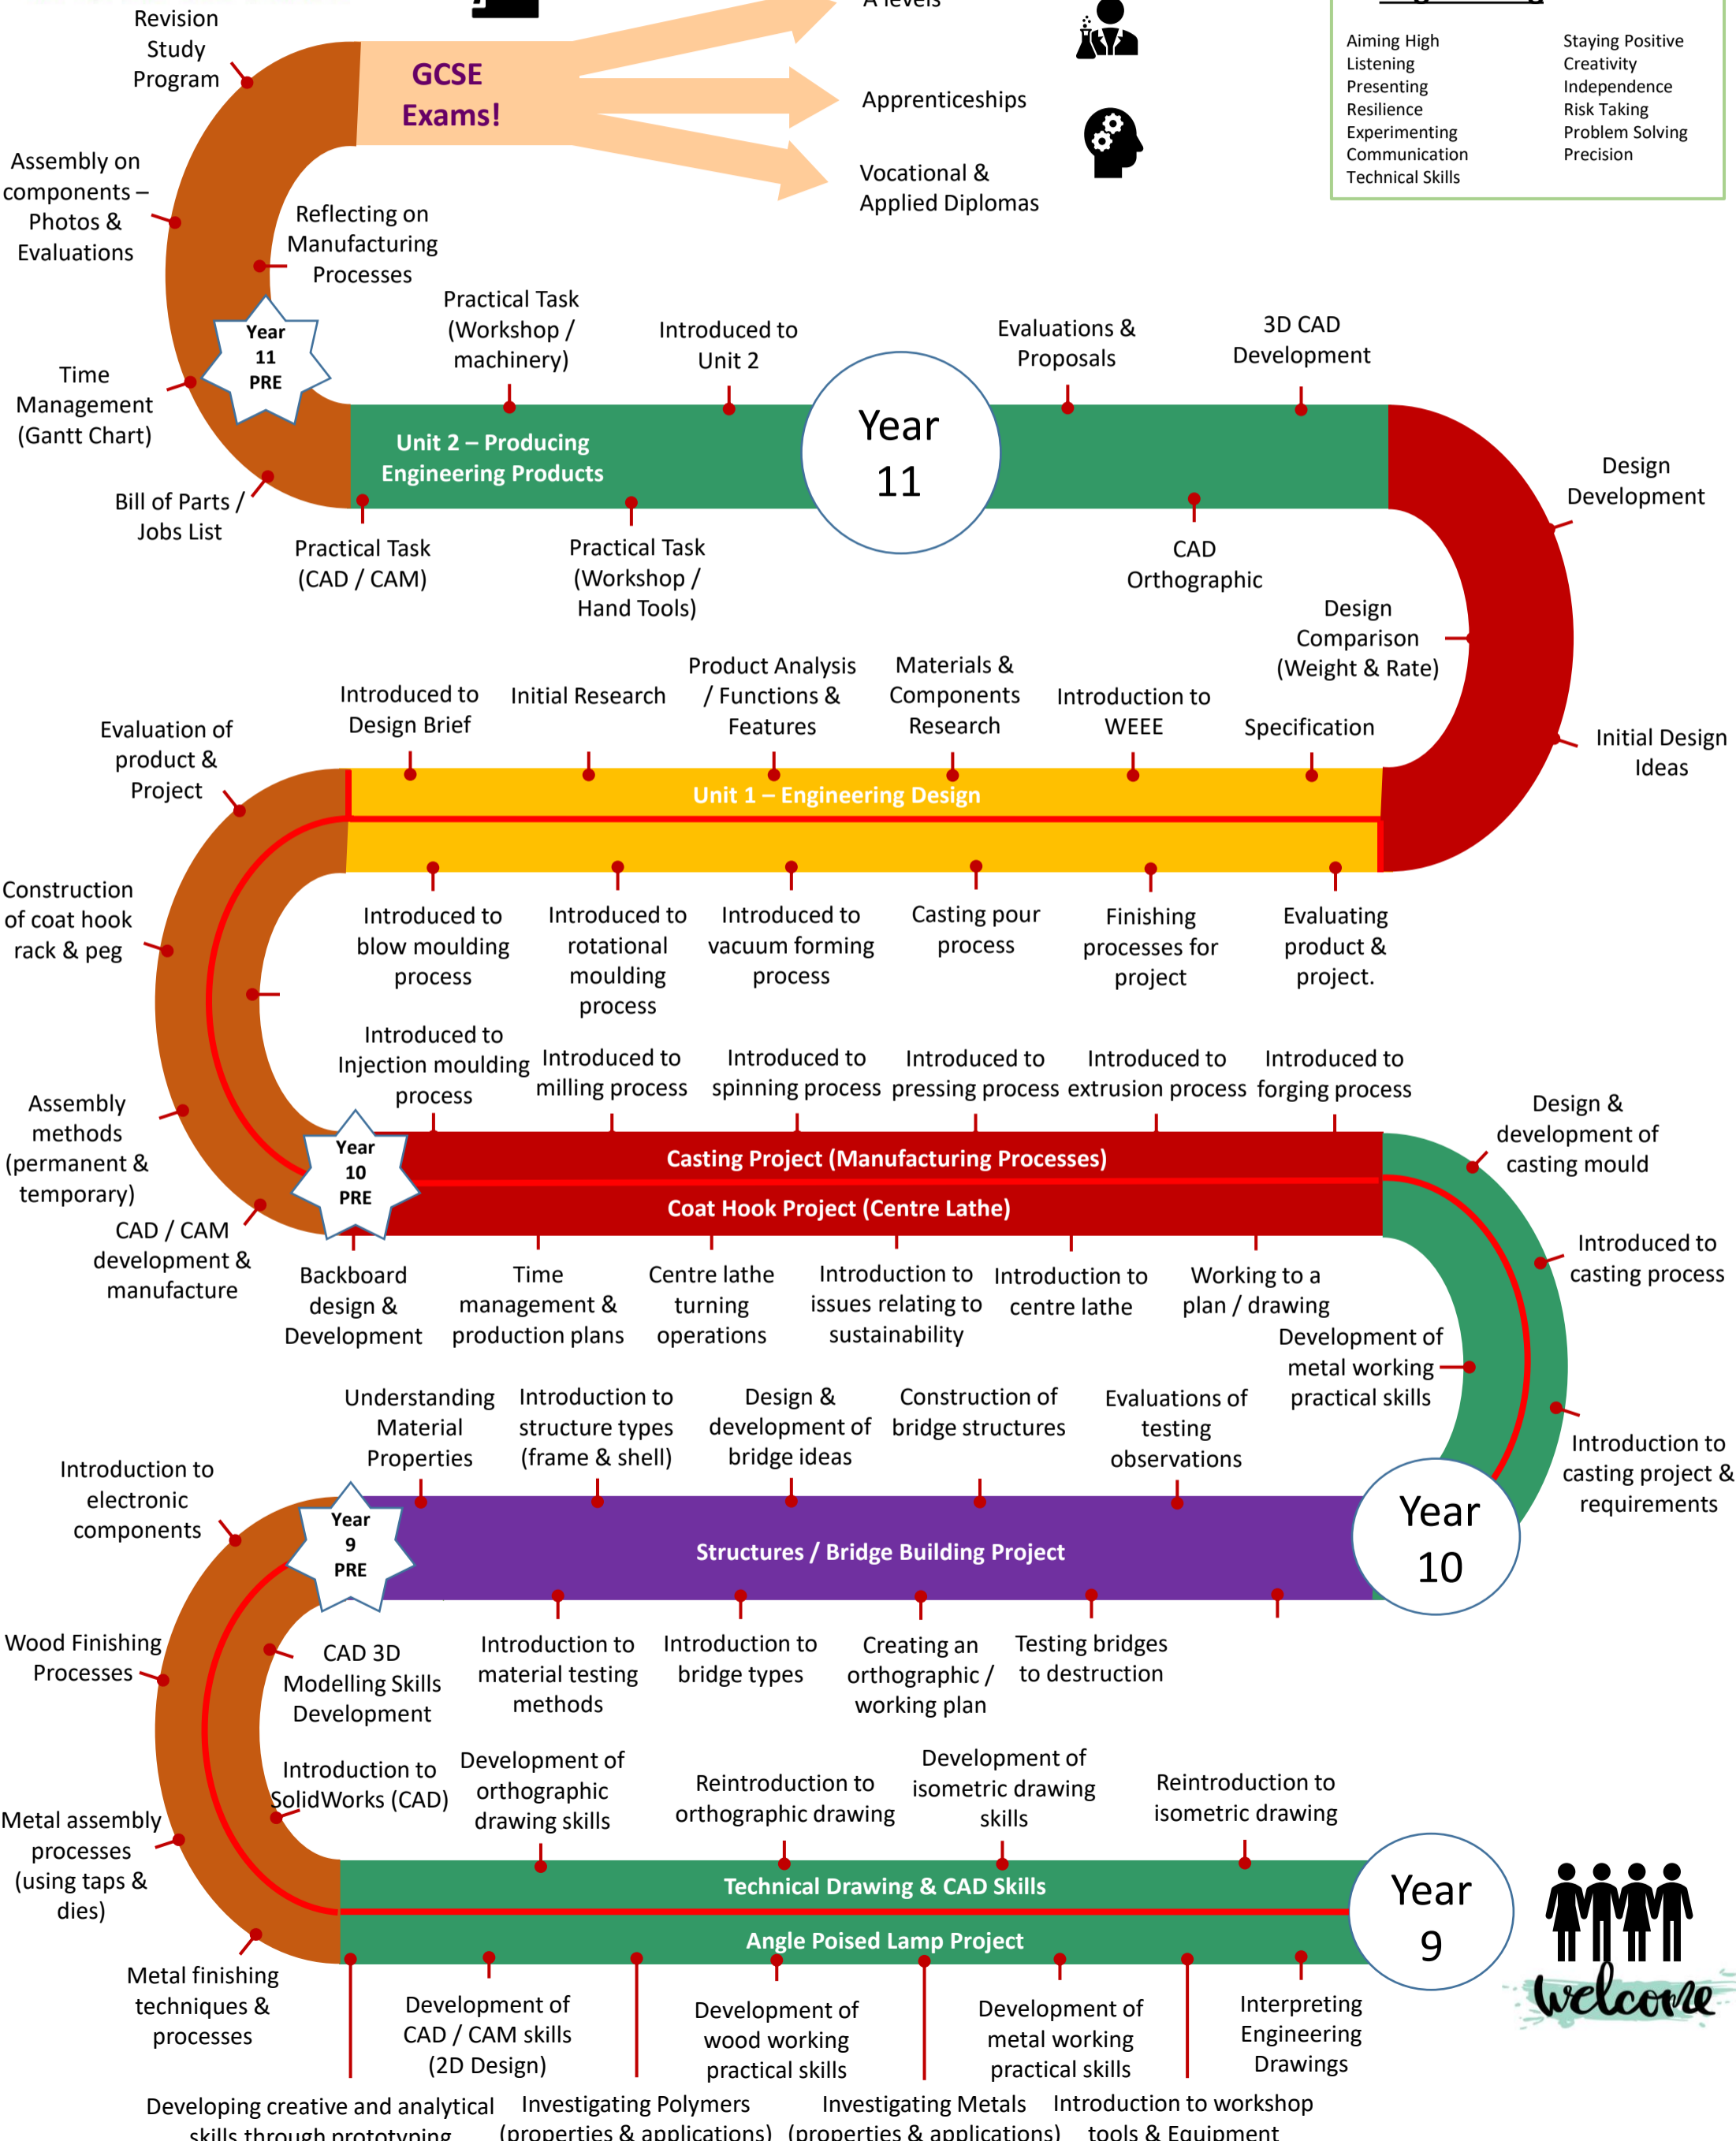 Revision
Study
Program
GCSE
Exams!
A levels
Apprenticeships
Vocational &
Applied Diplomas
Aiming High
Listening
Presenting
Resilience
Experimenting
Communication
Technical Skills
Staying Positive
Creativity
Independence
Risk Taking
Problem Solving
Precision
Assembly on
components –
Photos &
Evaluations
Reflecting on
Manufacturing
Processes
Year
11
PRE
Time
Management
(Gantt Chart)
Bill of Parts /
Jobs List
Practical Task
(Workshop /
machinery)
Introduced to
Unit 2
Evaluations &
Proposals
3D CAD
Development
Unit 2 – Producing
Engineering Products
Year
11
Practical Task
(CAD / CAM)
Practical Task
(Workshop /
Hand Tools)
CAD
Orthographic
Design
Development
Design
Comparison
(Weight & Rate)
Initial Design
Ideas
Evaluation of
product &
Project
Introduced to
Design Brief
Initial Research
Product Analysis
/ Functions &
Features
Materials &
Components
Research
Introduction to
WEEE
Specification
Unit 1 – Engineering Design
Construction
of coat hook
rack & peg
Introduced to
blow moulding
process
Introduced to
rotational
moulding
process
Introduced to
vacuum forming
process
Casting pour
process
Finishing
processes for
project
Evaluating
product &
project.
Introduced to
Injection moulding
process
Introduced to
milling process
Introduced to
spinning process
Introduced to
pressing process
Introduced to
extrusion process
Introduced to
forging process
Assembly
methods
(permanent &
temporary)
CAD / CAM
development &
manufacture
Year
10
PRE
Casting Project (Manufacturing Processes)
Coat Hook Project (Centre Lathe)
Design &
development of
casting mould
Introduced to
casting process
Backboard
design &
Development
Time
management &
production plans
Centre lathe
turning
operations
Introduction to
issues relating to
sustainability
Introduction to
centre lathe
Working to a
plan / drawing
Development of
metal working
practical skills
Introduction to
casting project &
requirements
Understanding
Material
Properties
Introduction to
structure types
(frame & shell)
Design &
development of
bridge ideas
Construction of
bridge structures
Evaluations of
testing
observations
Introduction to
electronic
components
Year
9
PRE
Structures / Bridge Building Project
Year
10
Wood Finishing
Processes
CAD 3D
Modelling Skills
Development
Introduction to
material testing
methods
Introduction to
bridge types
Creating an
orthographic /
working plan
Testing bridges
to destruction
Introduction to
SolidWorks (CAD)
Development of
orthographic
drawing skills
Reintroduction to
orthographic drawing
Development of
isometric drawing
skills
Reintroduction to
isometric drawing
Metal assembly
processes
(using taps &
dies)
Technical Drawing & CAD Skills
Angle Poised Lamp Project
Year
9
welcome
Metal finishing
techniques &
processes
Development of
CAD / CAM skills
(2D Design)
Development of
wood working
practical skills
Development of
metal working
practical skills
Interpreting
Engineering
Drawings
Developing creative and analytical
skills through prototyping
Investigating Polymers
(properties & applications)
Investigating Metals
(properties & applications)
Introduction to workshop
tools & Equipment